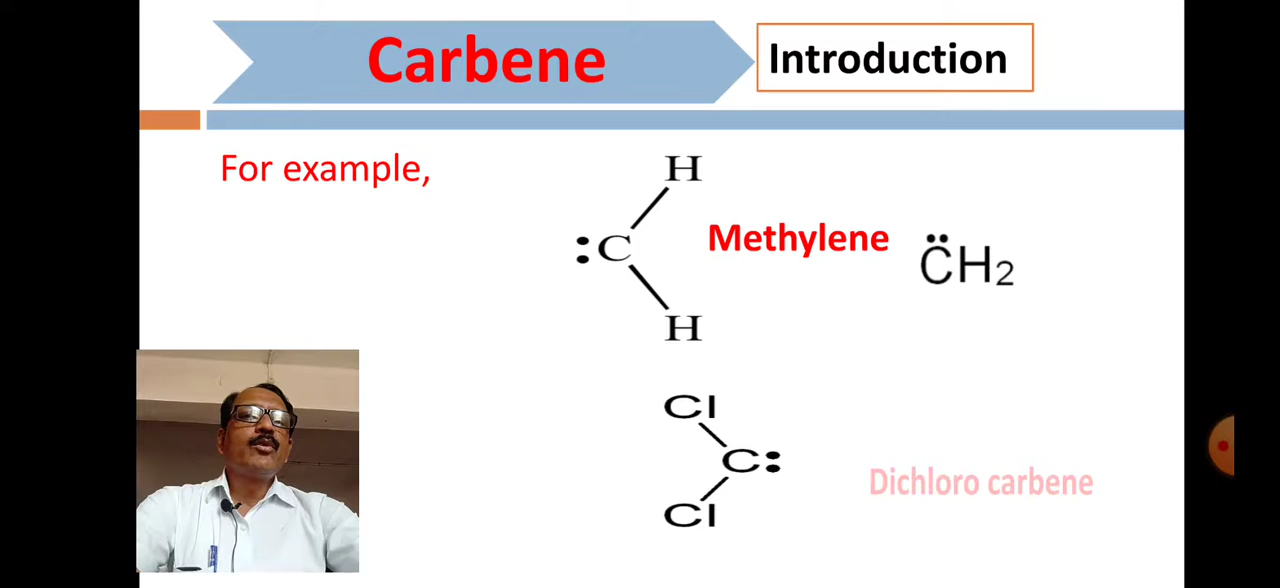 Carbene
Introduction
For example,
H
:C
Methylene
C̈H₂
H
Cl
C:
Dichloro carbene
Cl